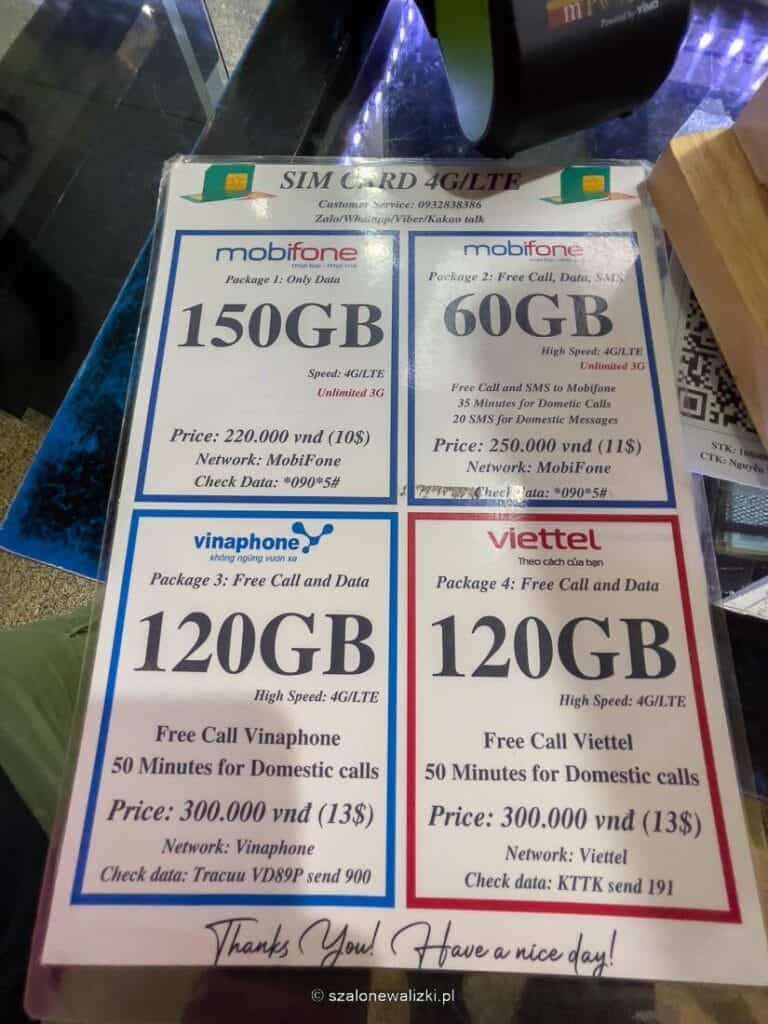 Powered by VIMO
SIM CARD 4G/LTE
Customer Service: 0932838386
Zalo/Whatapp/Viber/Kakao talk
mobifone
Package 1: Only Data
150GB
Speed: 4G/LTE
Unlimited 3G
Price: 220.000 vnđ (10$)
Network: MobiFone
Check Data: *090*5#
mobifone
Package 2: Free Call, Data, SMS
60GB
High Speed: 4G/LTE
Unlimited 3G
Free Call and SMS to Mobifone
35 Minutes for Dometic Calls
20 SMS for Domestic Messages
Price: 250.000 vnđ (11$)
Network: MobiFone
Check Data: *090*5#
vinaphone
không ngừng vươn xa
Package 3: Free Call and Data
120GB
High Speed: 4G/LTE
Free Call Vinaphone
50 Minutes for Domestic calls
Price: 300.000 vnđ (13$)
Network: Vinaphone
Check data: Tracuu VD89P send 900
viettel
Theo cách của bạn
Package 4: Free Call and Data
120GB
High Speed: 4G/LTE
Free Call Viettel
50 Minutes for Domestic calls
Price: 300.000 vnđ (13$)
Network: Viettel
Check data: KTTK send 191
Thanks You! Have a nice day!
STK:
CTK: Nguyễn
© szalonewalizki.pl